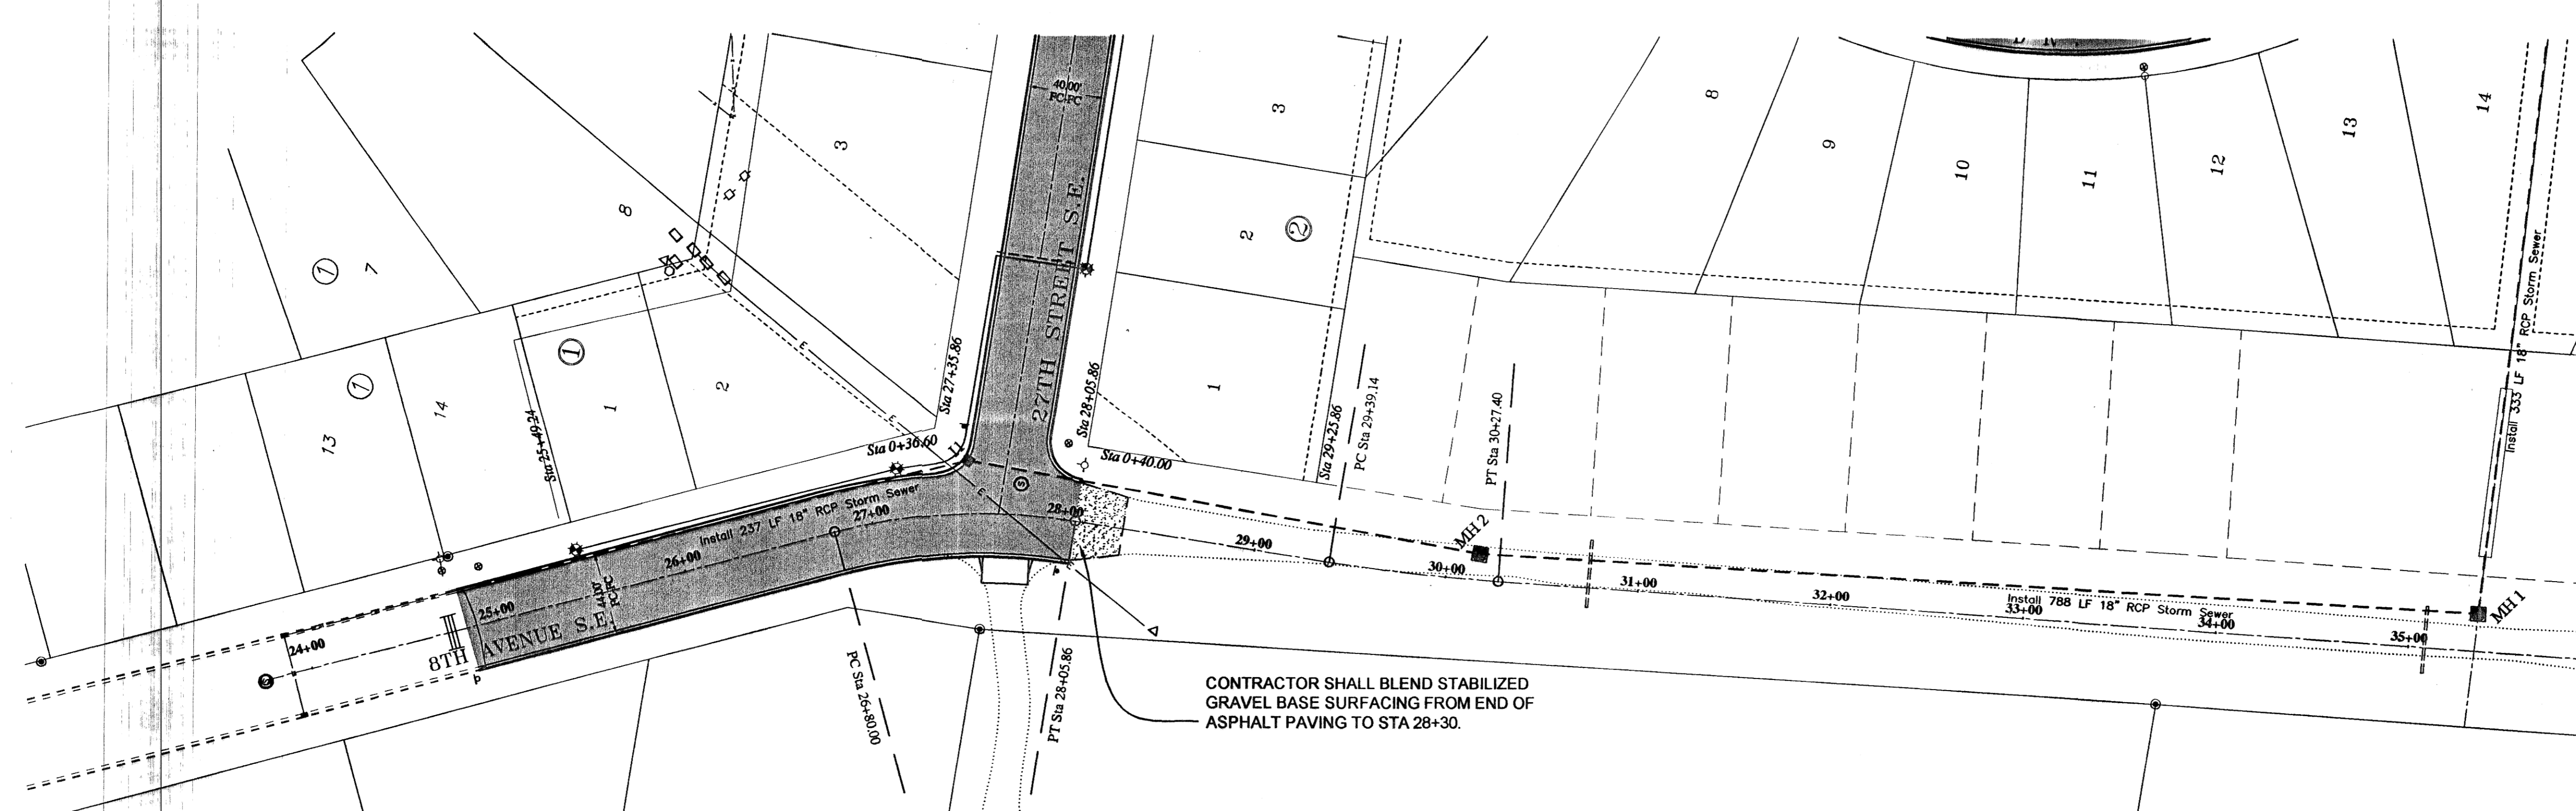 40.00'
FC-FC
27TH STREET S.E.
8TH AVENUE S.E.
44.00'
FC-FC
3
3
8
9
10
11
12
13
14
8
7
1
1
13
14
1
1
2
2
2
1
E
E
E
E
Sta 25+49.24
Sta 0+36.60
Sta 27+35.86
Sta 28+05.86
Sta 0+40.00
Sta 29+25.86
PC Sta 29+39.14
PT Sta 30+27.40
I1
S
MH 2
MH 1
Install 237 LF 18" RCP Storm Sewer
Install 788 LF 18" RCP Storm Sewer
Install 333 LF 18" RCP Storm Sewer
24+00
25+00
26+00
27+00
28+00
29+00
30+00
31+00
32+00
33+00
34+00
35+00
P
PC Sta 26+80.00
PT Sta 28+05.86
CONTRACTOR SHALL BLEND STABILIZED
GRAVEL BASE SURFACING FROM END OF
ASPHALT PAVING TO STA 28+30.